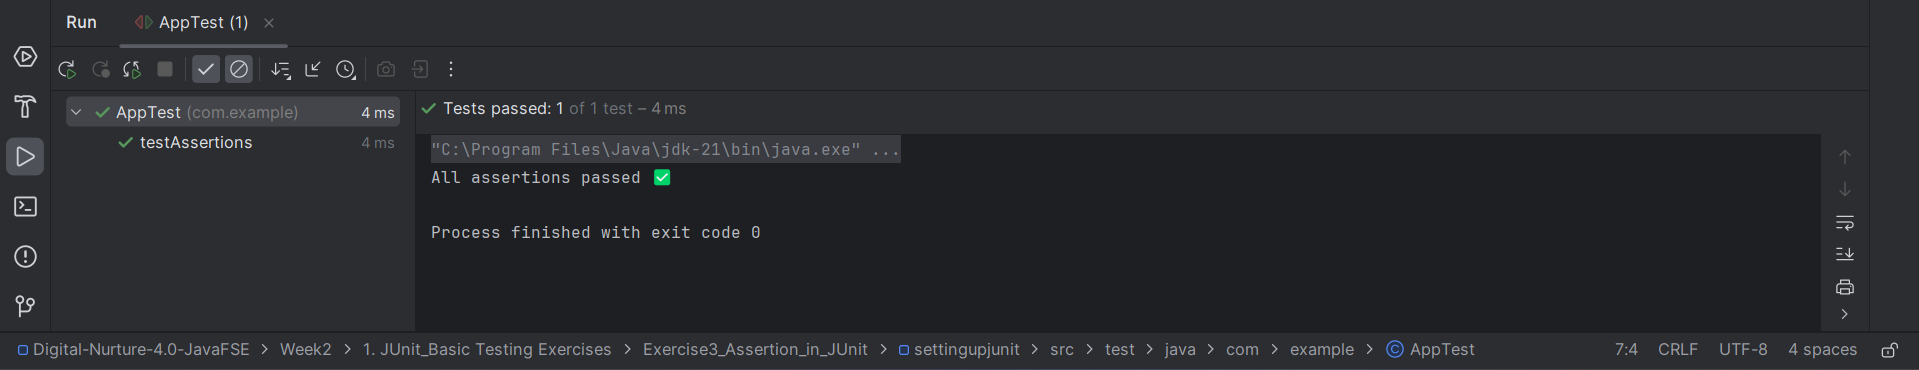 Run AppTest (1)
AppTest (com.example) 4 ms
testAssertions 4 ms
Tests passed: 1 of 1 test – 4 ms
"C:\Program Files\Java\jdk-21\bin\java.exe" ...
All assertions passed ✅
Process finished with exit code 0
Digital-Nurture-4.0-JavaFSE > Week2 > 1. JUnit_Basic Testing Exercises > Exercise3_Assertion_in_JUnit > settingupjunit > src > test > java > com > example > AppTest 7:4 CRLF UTF-8 4 spaces